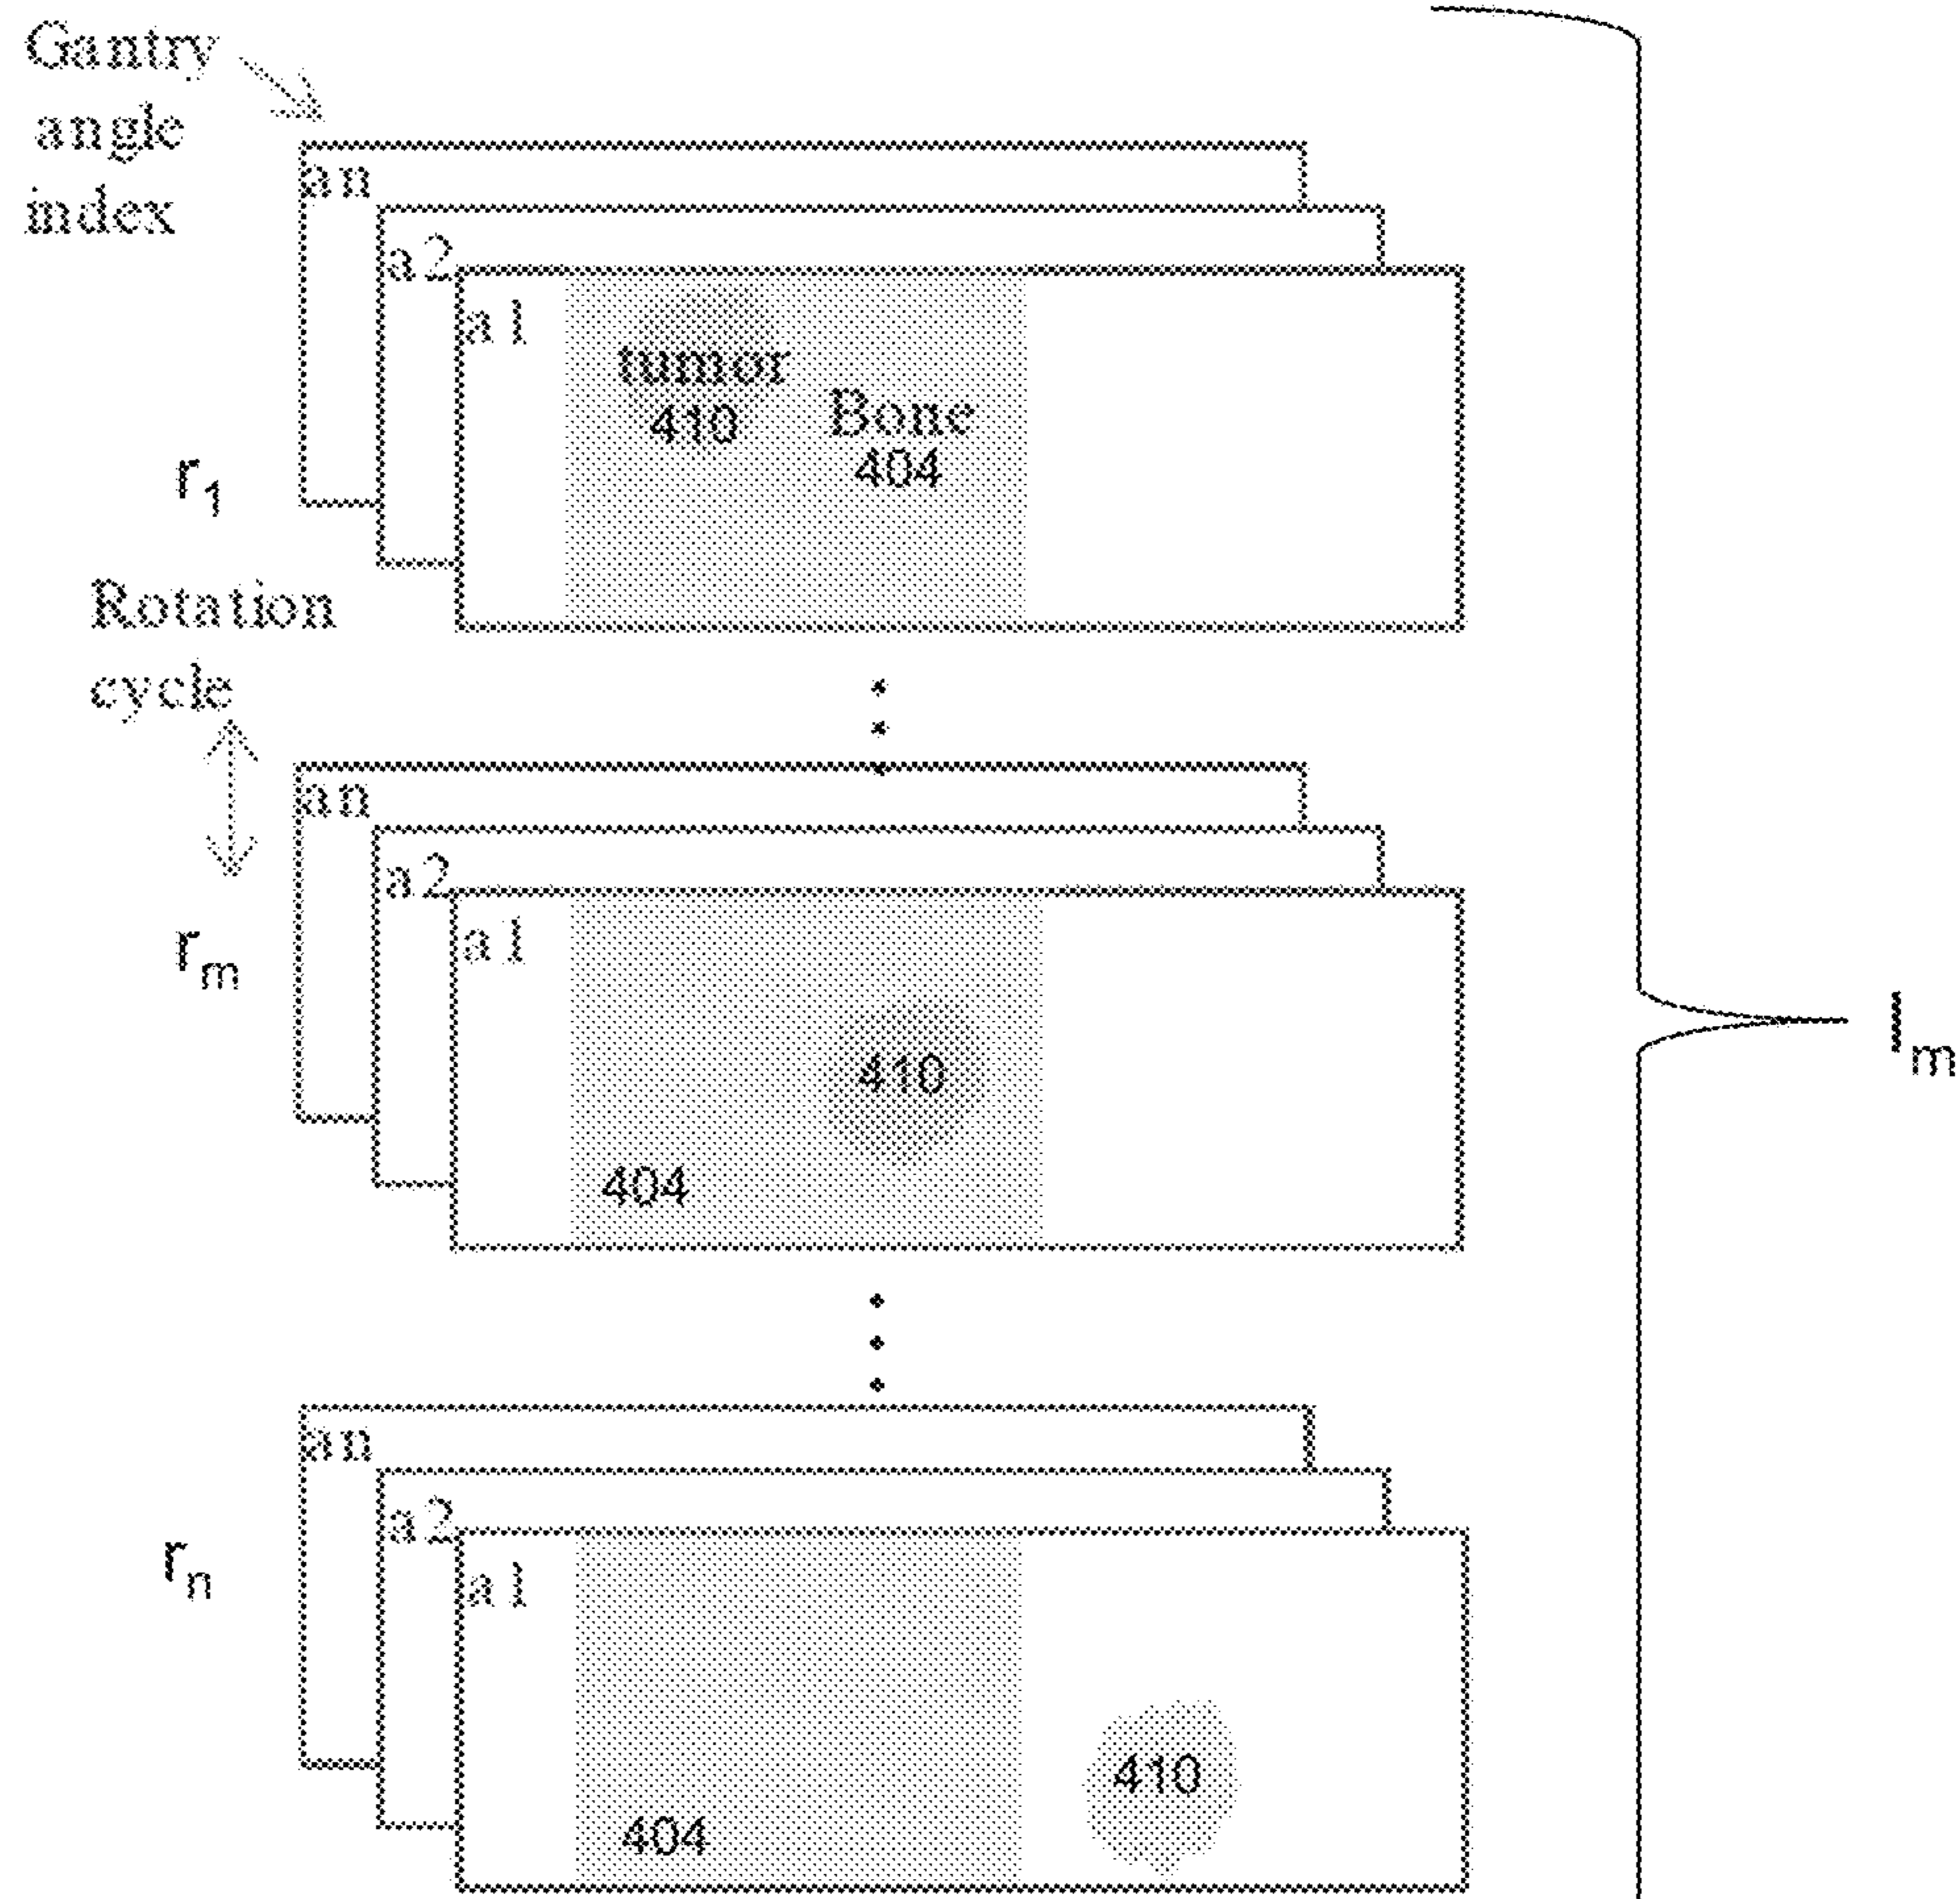 Gantry
angle
index
an
a2
a1
tumor
410
Bone
404
r1
Rotation
cycle
an
a2
a1
rm
410
404
Im
an
a2
a1
rn
410
404